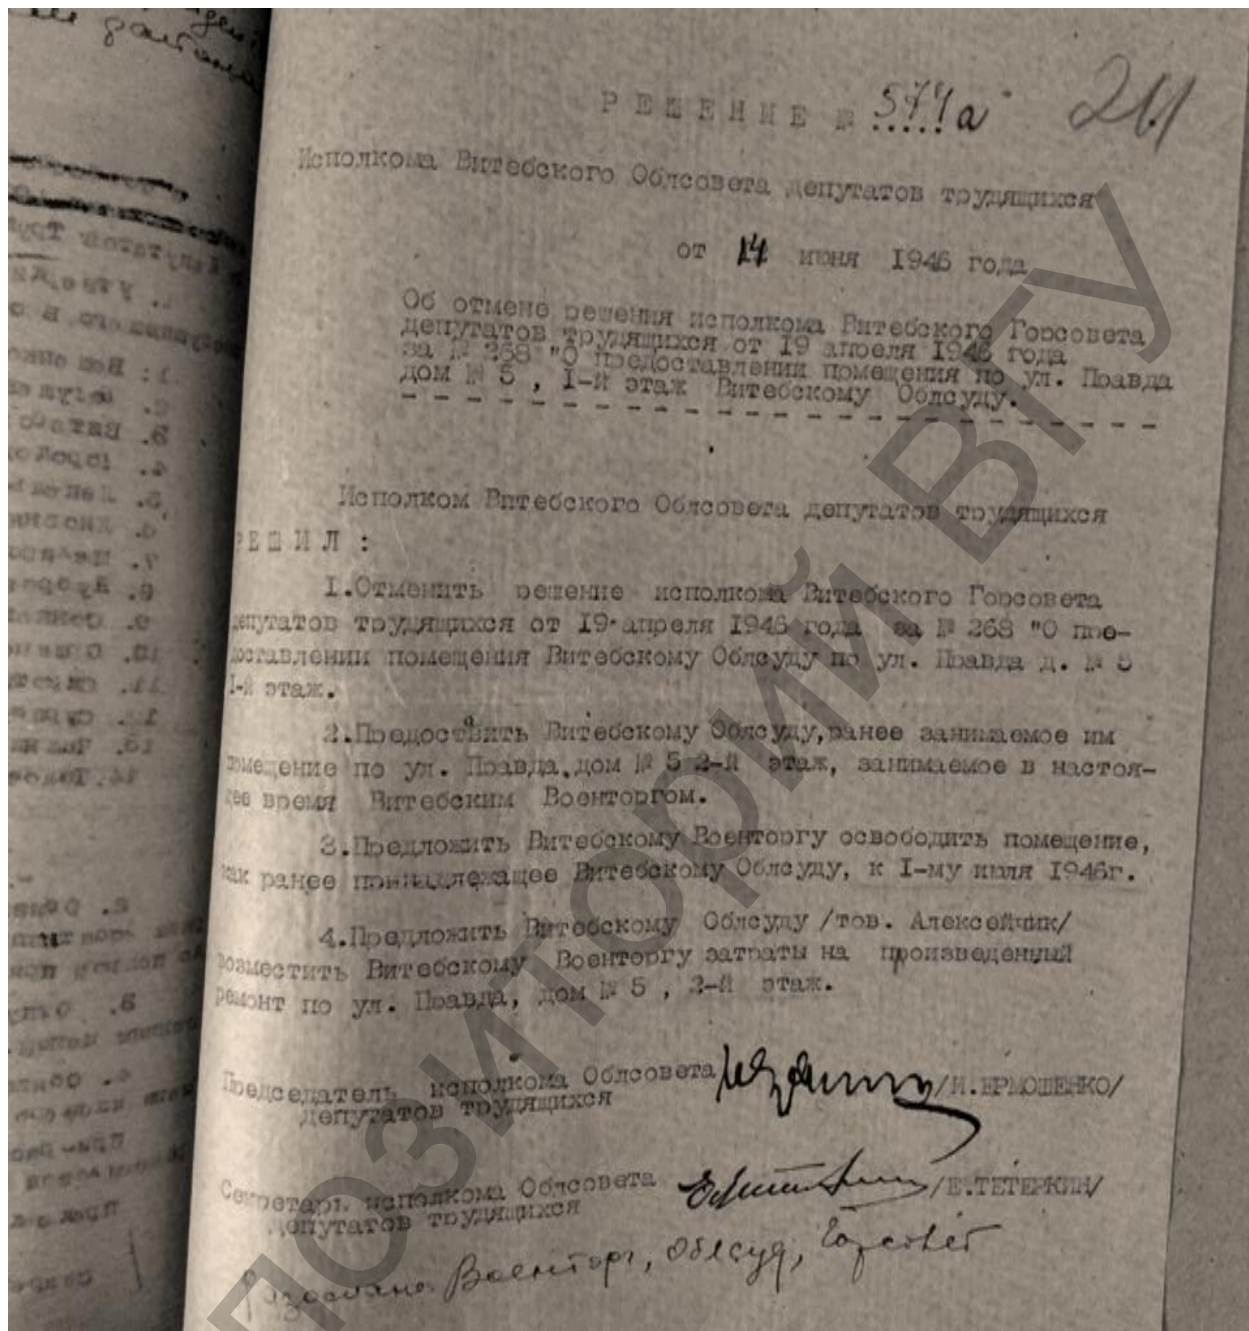 РЕШЕНИЕ № 574а
211
Исполкома Витебского Облсовета депутатов трудящихся
от 14 июня 1946 года
Об отмене решения исполкома Витебского Горсовета
депутатов трудящихся от 19 апреля 1946 года
за № 268 "О предоставлении помещения по ул. Правда
дом № 5 , I-й этаж Витебскому Облсуду.
Исполком Витебского Облсовета депутатов трудящихся
РЕШИЛ :
I.Отменить решение исполкома Витебского Горсовета
депутатов трудящихся от 19 апреля 1946 года за № 268 "О пре-
доставлении помещения Витебскому Облсуду по ул. Правда д. № 5
I-й этаж.
2.Предоставить Витебскому Облсуду,ранее занимаемое им
помещение по ул. Правда,дом № 5 2-й этаж, занимаемое в настоя-
щее время Витебским Военторгом.
3.Предложить Витебскому Военторгу освободить помещение,
как ранее принадлежащее Витебскому Облсуду, к I-му июля 1946г.
4.Предложить Витебскому Облсуду /тов. Алексейчик/
возместить Витебскому Военторгу затраты на произведенный
ремонт по ул. Правда, дом № 5 , 2-й этаж.
Председатель исполкома Облсовета /И.ЕРМОШЕНКО/
депутатов трудящихся
Секретарь исполкома Облсовета /Е.ТЕТЕРКИН/
депутатов трудящихся
Разослано: Военторг, Облсуд, Горсовет
ПОЗИТОРИЙ ВГУ